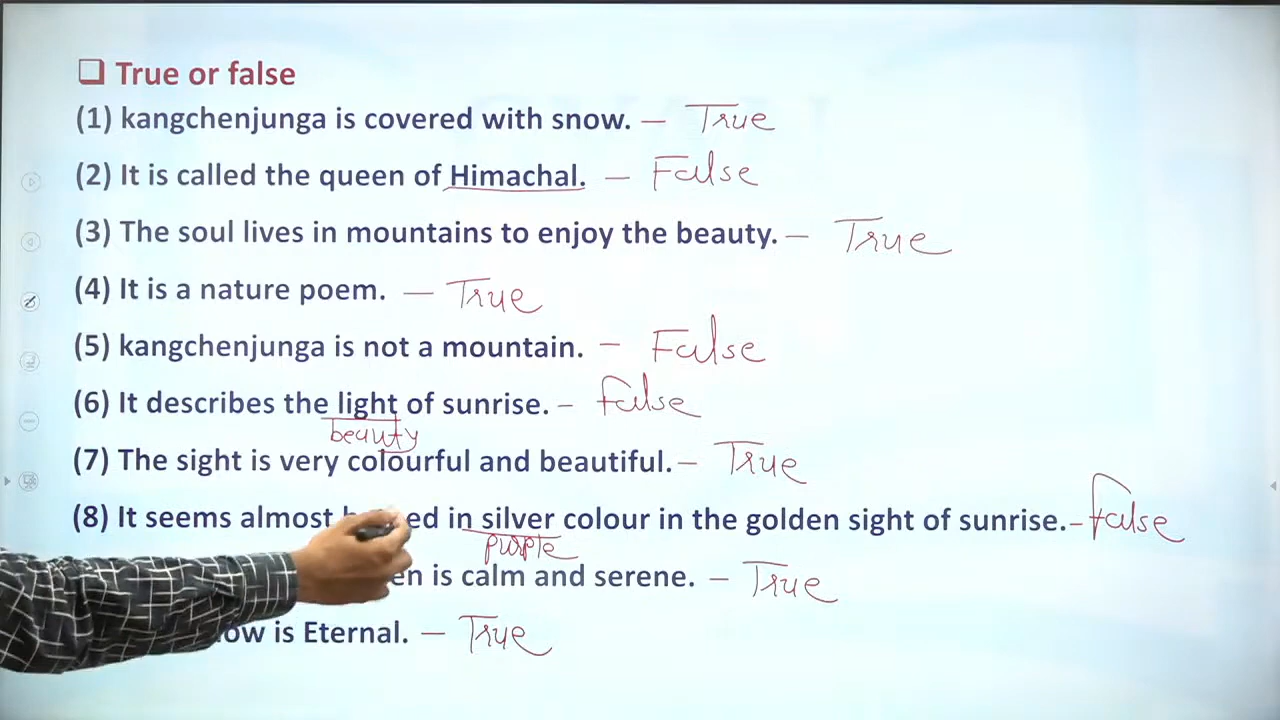 True or false
(1) kangchenjunga is covered with snow. – True
(2) It is called the queen of Himachal. – False
(3) The soul lives in mountains to enjoy the beauty. – True
(4) It is a nature poem. – True
(5) kangchenjunga is not a mountain. – False
(6) It describes the light of sunrise. – False
beauty
(7) The sight is very colourful and beautiful. – True
(8) It seems almost in silver colour in the golden sight of sunrise. – False
purple
is calm and serene. – True
is Eternal. – True